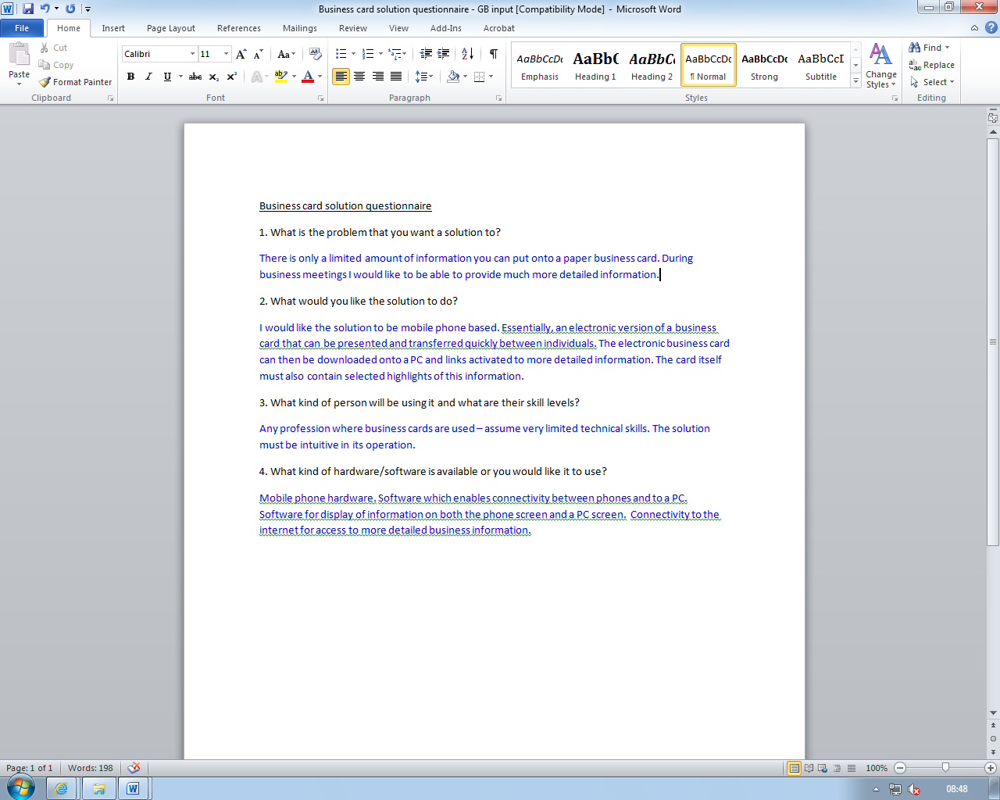 Business card solution questionnaire - GB input [Compatibility Mode] - Microsoft Word
File Home Insert Page Layout References Mailings Review View Add-Ins Acrobat
Paste
Cut
Copy
Format Painter
Clipboard
Calibri 11
Font
Paragraph
AaBbCcDc AaBbC AaBbCc AaBbCcDc AaBbCcDc AaBbCcI
Emphasis Heading 1 Heading 2 ¶ Normal Strong Subtitle
Change
Styles
Styles
Find
Replace
Select
Editing
Business card solution questionnaire
1. What is the problem that you want a solution to?
There is only a limited amount of information you can put onto a paper business card. During
business meetings I would like to be able to provide much more detailed information.
2. What would you like the solution to do?
I would like the solution to be mobile phone based. Essentially, an electronic version of a business
card that can be presented and transferred quickly between individuals. The electronic business card
can then be downloaded onto a PC and links activated to more detailed information. The card itself
must also contain selected highlights of this information.
3. What kind of person will be using it and what are their skill levels?
Any profession where business cards are used – assume very limited technical skills. The solution
must be intuitive in its operation.
4. What kind of hardware/software is available or you would like it to use?
Mobile phone hardware. Software which enables connectivity between phones and to a PC.
Software for display of information on both the phone screen and a PC screen. Connectivity to the
internet for access to more detailed business information.
Page: 1 of 1 Words: 198 100%
08:48